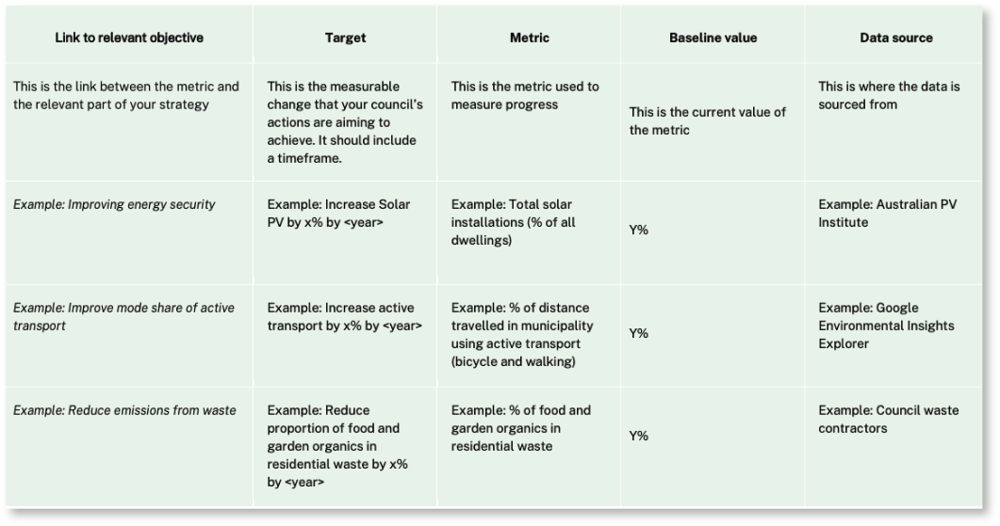 Link to relevant objective
Target
Metric
Baseline value
Data source
This is the link between the metric and
the relevant part of your strategy
This is the measurable
change that your council's
actions are aiming to
achieve. It should include
a timeframe.
This is the metric used to
measure progress
This is the current value of
the metric
This is where the data is
sourced from
Example: Improving energy security
Example: Increase Solar
PV by x% by <year>
Example: Total solar
installations (% of all
dwellings)
Y%
Example: Australian PV
Institute
Example: Improve mode share of active
transport
Example: Increase active
transport by x% by <year>
Example: % of distance
travelled in municipality
using active transport
(bicycle and walking)
Y%
Example: Google
Environmental Insights
Explorer
Example: Reduce emissions from waste
Example: Reduce
proportion of food and
garden organics in
residential waste by x%
by <year>
Example: % of food and
garden organics in
residential waste
Y%
Example: Council waste
contractors